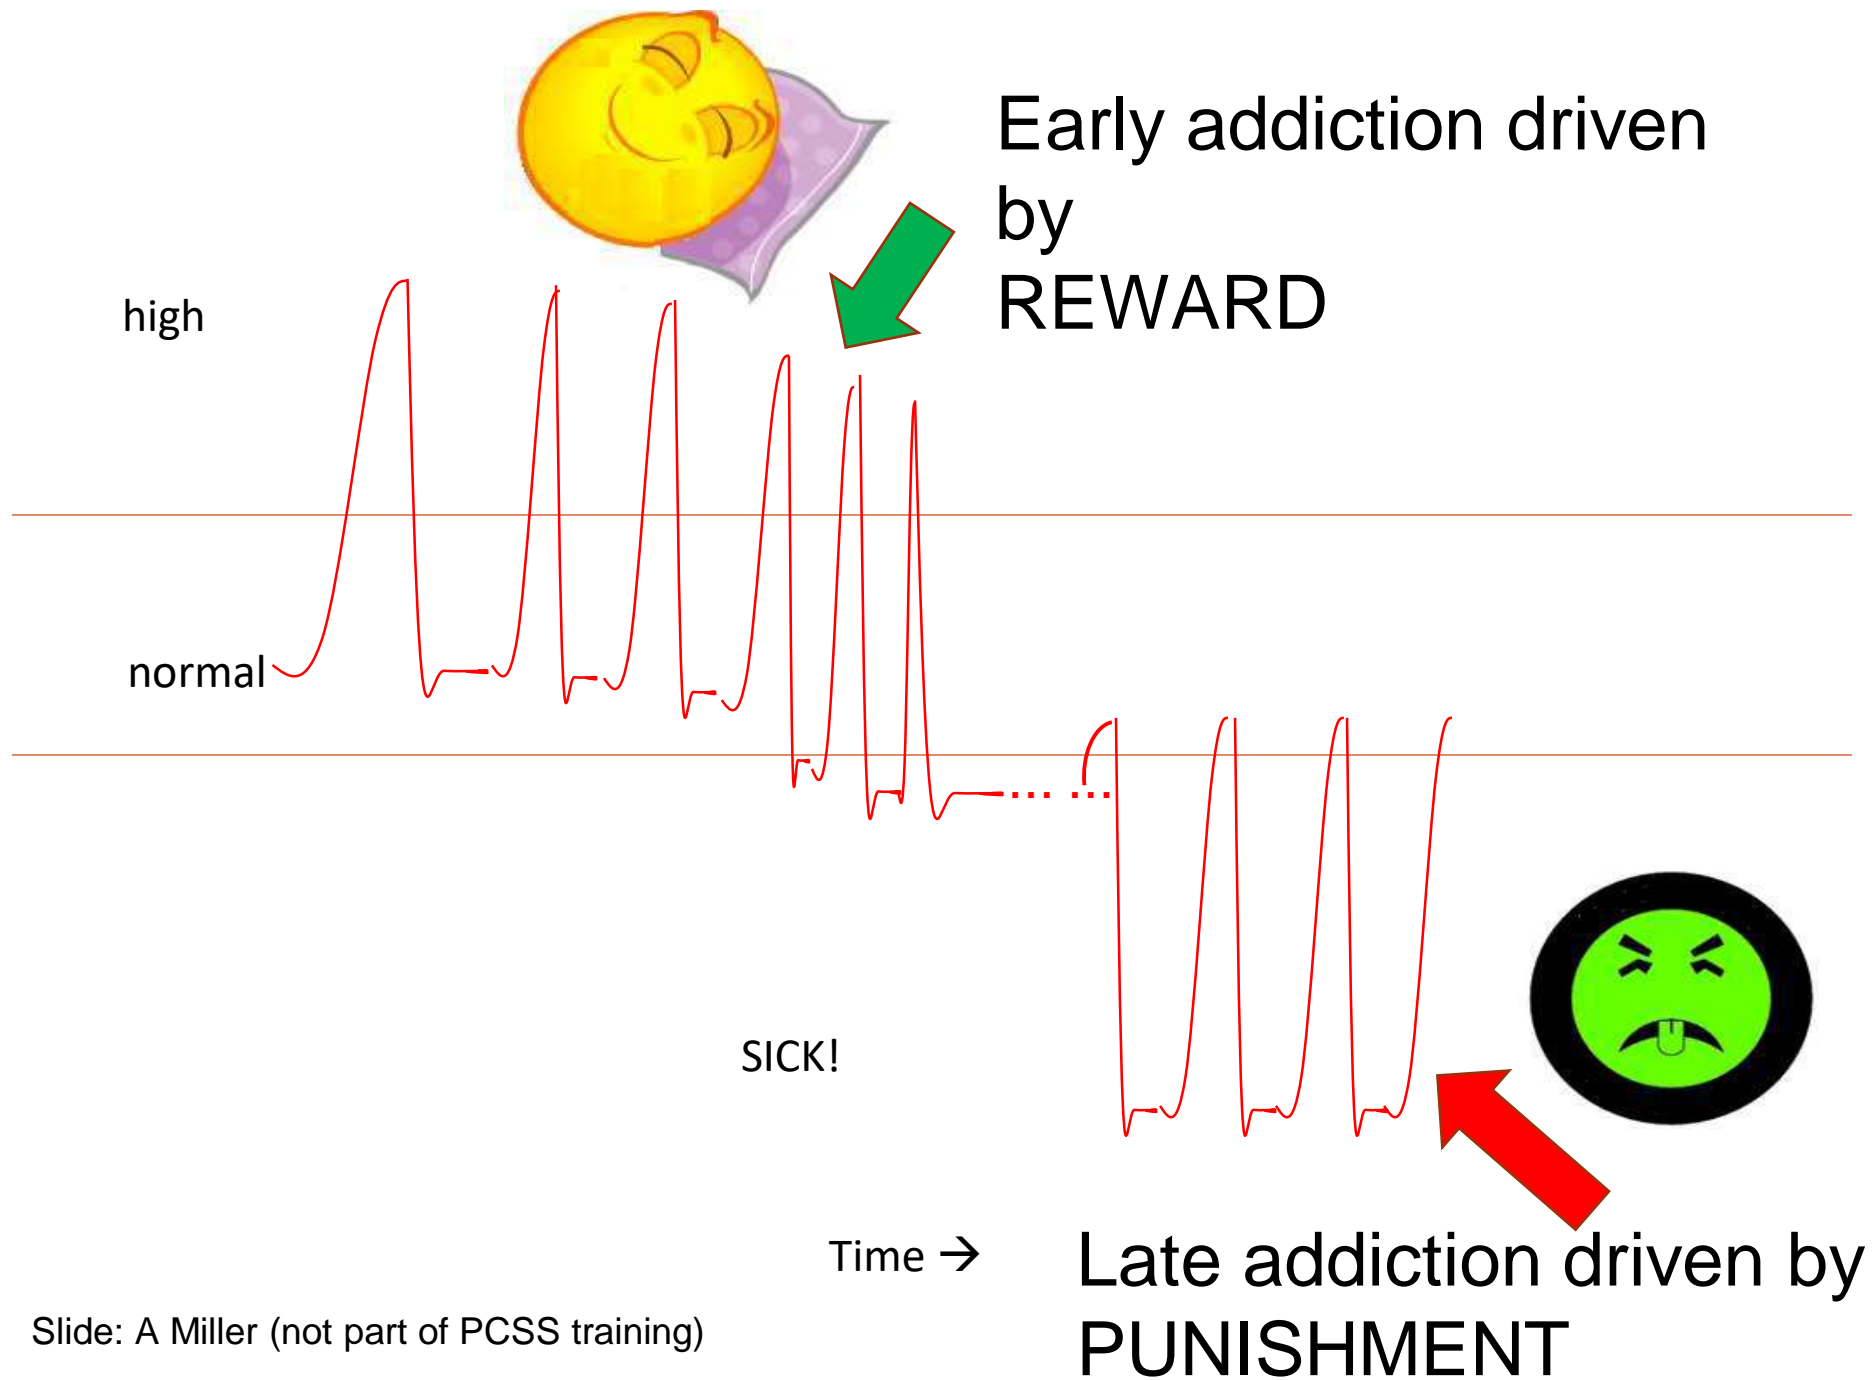 Early addiction driven
by
REWARD
high
normal
SICK!
Time →
Late addiction driven by
PUNISHMENT
Slide: A Miller (not part of PCSS training)